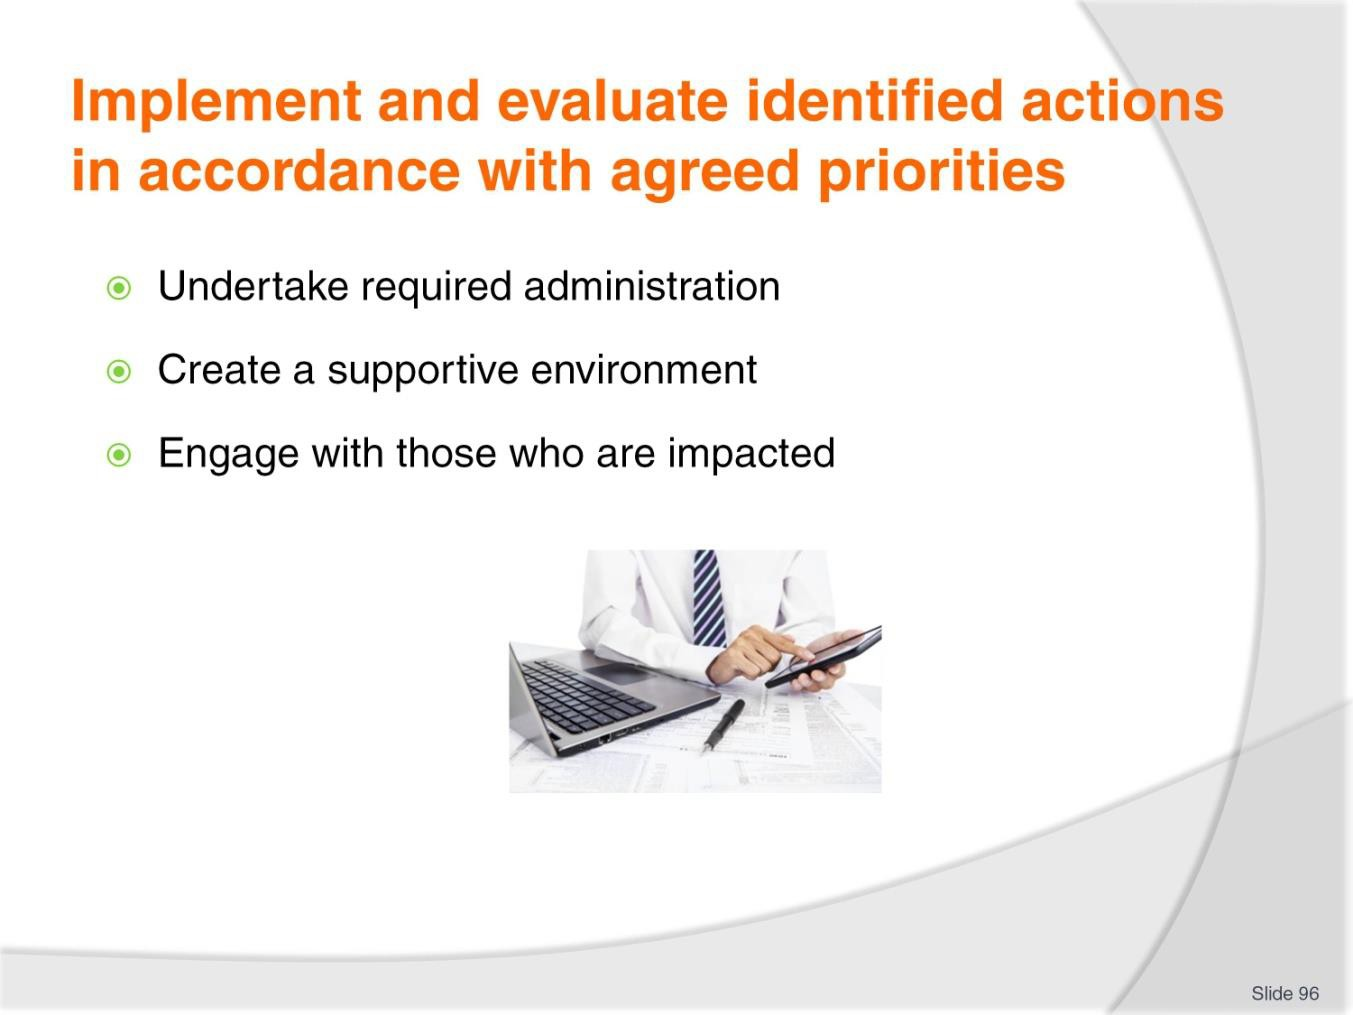 Implement and evaluate identified actions
in accordance with agreed priorities
Undertake required administration
Create a supportive environment
Engage with those who are impacted
Slide 96